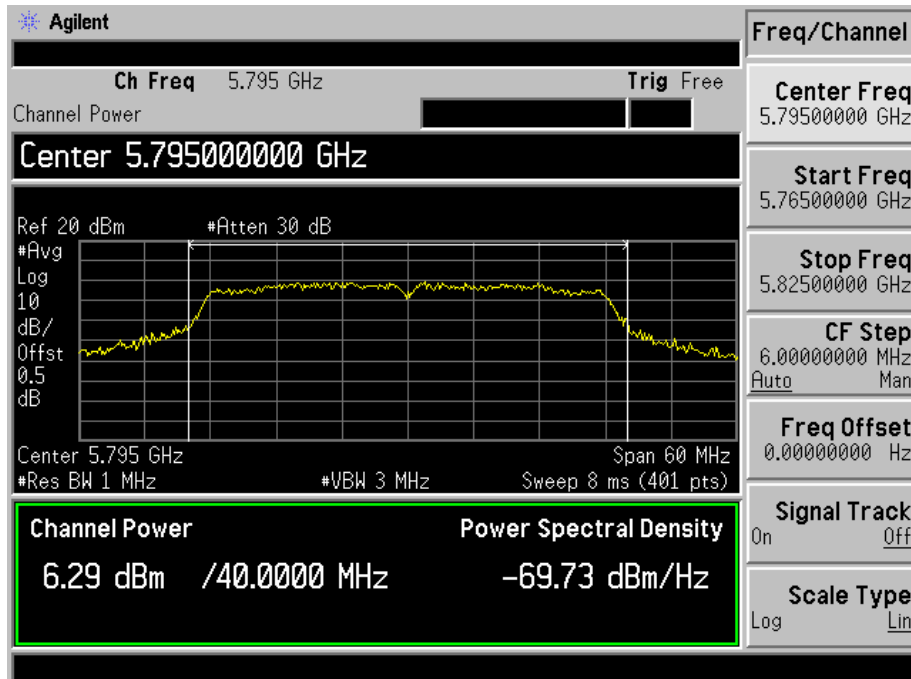 Agilent
Freq/Channel
Ch Freq 5.795 GHz Trig Free
Channel Power
Center 5.795000000 GHz
Ref 20 dBm #Atten 30 dB
#Avg
Log
10
dB/
Offst
0.5
dB
Center 5.795 GHz Span 60 MHz
#Res BW 1 MHz #VBW 3 MHz Sweep 8 ms (401 pts)
Channel Power Power Spectral Density
6.29 dBm /40.0000 MHz -69.73 dBm/Hz
Center Freq
5.79500000 GHz
Start Freq
5.76500000 GHz
Stop Freq
5.82500000 GHz
CF Step
6.00000000 MHz
Auto Man
Freq Offset
0.00000000 Hz
Signal Track
On Off
Scale Type
Log Lin